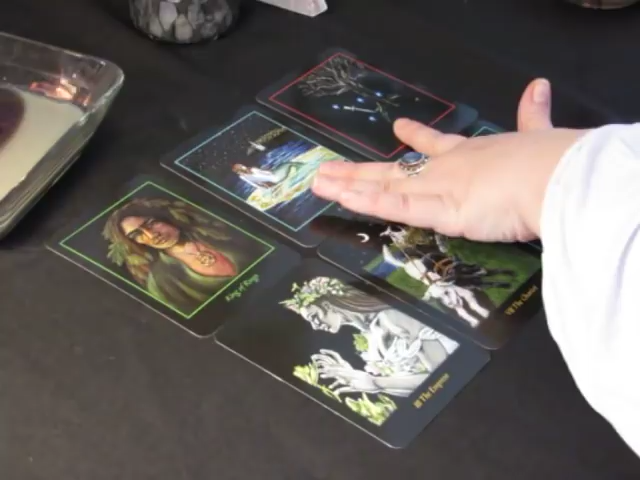 King of Rings
VII The Chariot
III The Empress